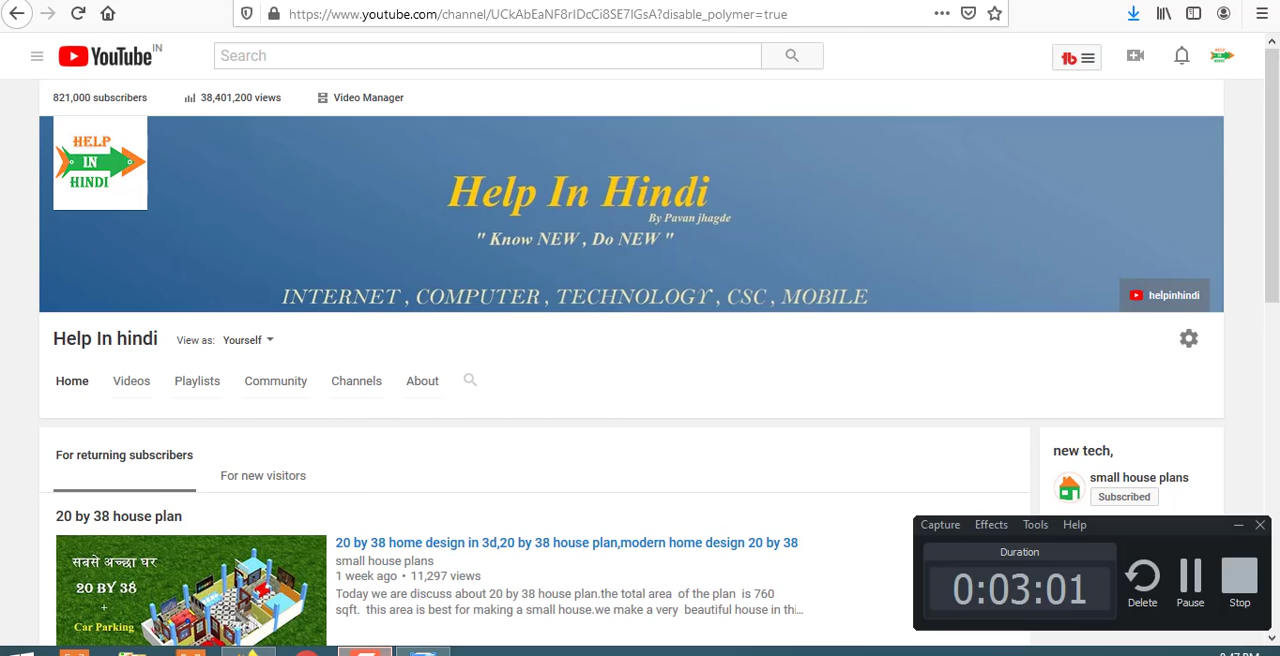 https://www.youtube.com/channel/UCkAbEaNF8rIDcCi8SE7IGsA?disable_polymer=true
YouTube IN
Search
821,000 subscribers
38,401,200 views
Video Manager
HELP
IN
HINDI
Help In Hindi
By Pavan jhagde
" Know NEW , Do NEW "
INTERNET , COMPUTER , TECHNOLOGY , CSC , MOBILE
helpinhindi
Help In hindi
View as: Yourself
Home Videos Playlists Community Channels About
For returning subscribers
For new visitors
new tech,
small house plans
Subscribed
20 by 38 house plan
सबसे अच्छा घर
20 BY 38
+
Car Parking
20 by 38 home design in 3d,20 by 38 house plan,modern home design 20 by 38
small house plans
1 week ago • 11,297 views
Today we are discuss about 20 by 38 house plan.the total area of the plan is 760
sqft. this area is best for making a small house.we make a very beautiful house in thi...
Capture Effects Tools Help
Duration
0:03:01
Delete Pause Stop